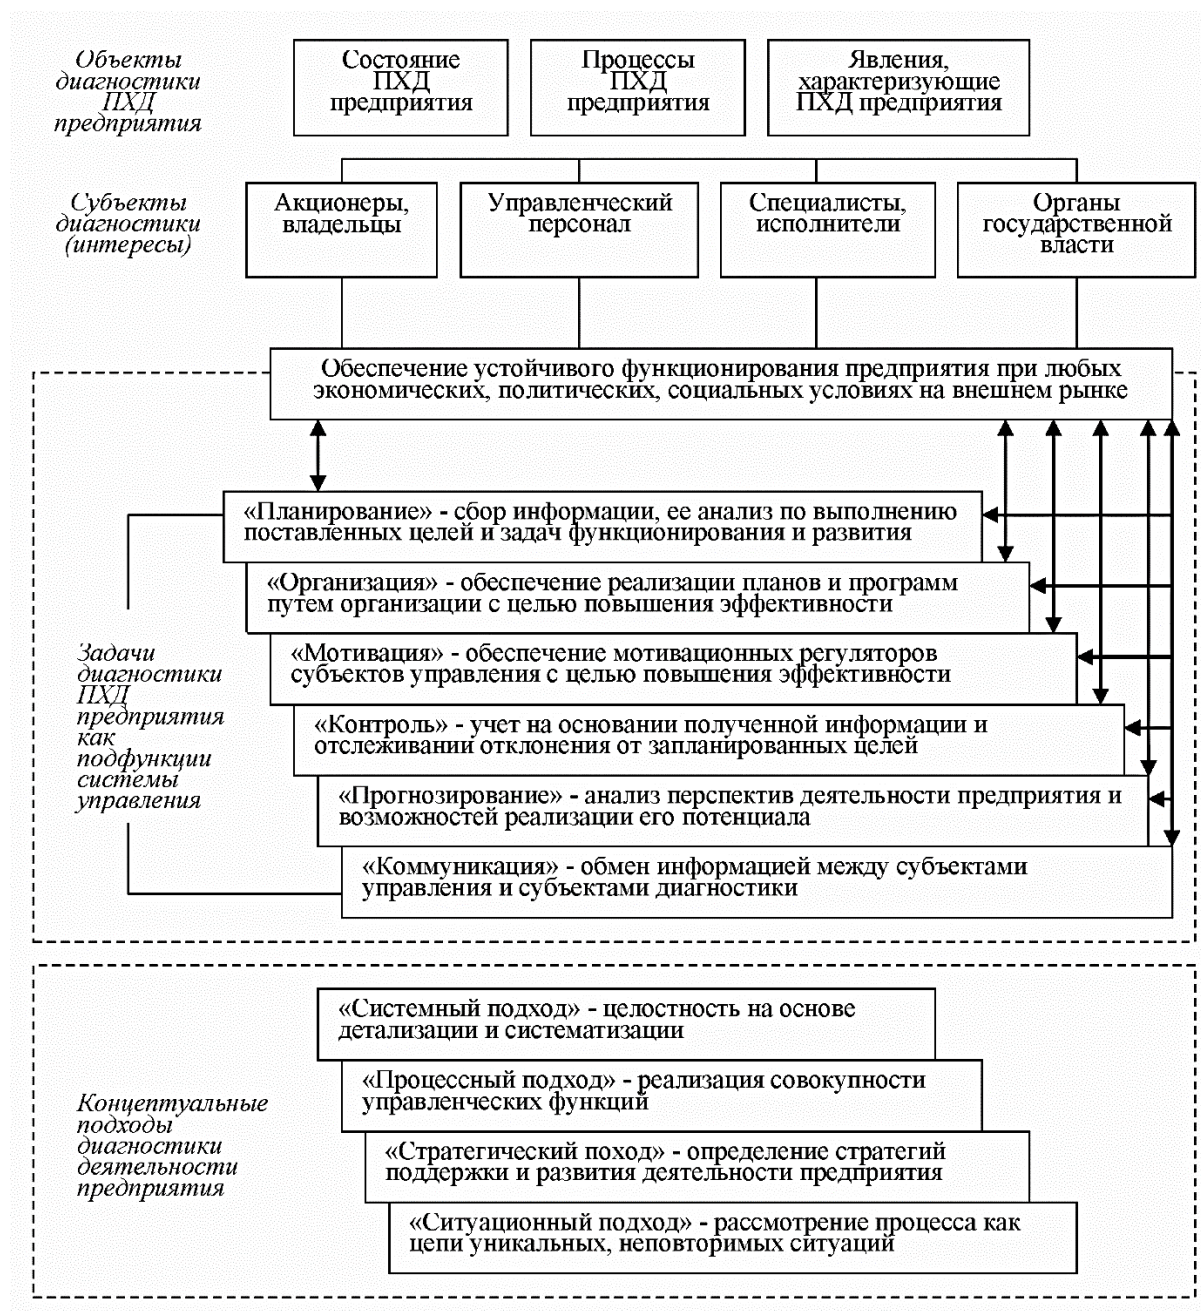 Объекты
диагностики
ПХД
предприятия
Состояние
ПХД
предприятия
Процессы
ПХД
предприятия
Явления,
характеризующие
ПХД предприятия
Субъекты
диагностики
(интересы)
Акционеры,
владельцы
Управленческий
персонал
Специалисты,
исполнители
Органы
государственной
власти
Обеспечение устойчивого функционирования предприятия при любых
экономических, политических, социальных условиях на внешнем рынке
Задачи
диагностики
ПХД
предприятия
как
подфункции
системы
управления
«Планирование» - сбор информации, ее анализ по выполнению
поставленных целей и задач функционирования и развития
«Организация» - обеспечение реализации планов и программ
путем организации с целью повышения эффективности
«Мотивация» - обеспечение мотивационных регуляторов
субъектов управления с целью повышения эффективности
«Контроль» - учет на основании полученной информации и
отслеживании отклонения от запланированных целей
«Прогнозирование» - анализ перспектив деятельности предприятия и
возможностей реализации его потенциала
«Коммуникация» - обмен информацией между субъектами
управления и субъектами диагностики
Концептуальные
подходы
диагностики
деятельности
предприятия
«Системный подход» - целостность на основе
детализации и систематизации
«Процессный подход» - реализация совокупности
управленческих функций
«Стратегический поход» - определение стратегий
поддержки и развития деятельности предприятия
«Ситуационный подход» - рассмотрение процесса как
цепи уникальных, неповторимых ситуаций